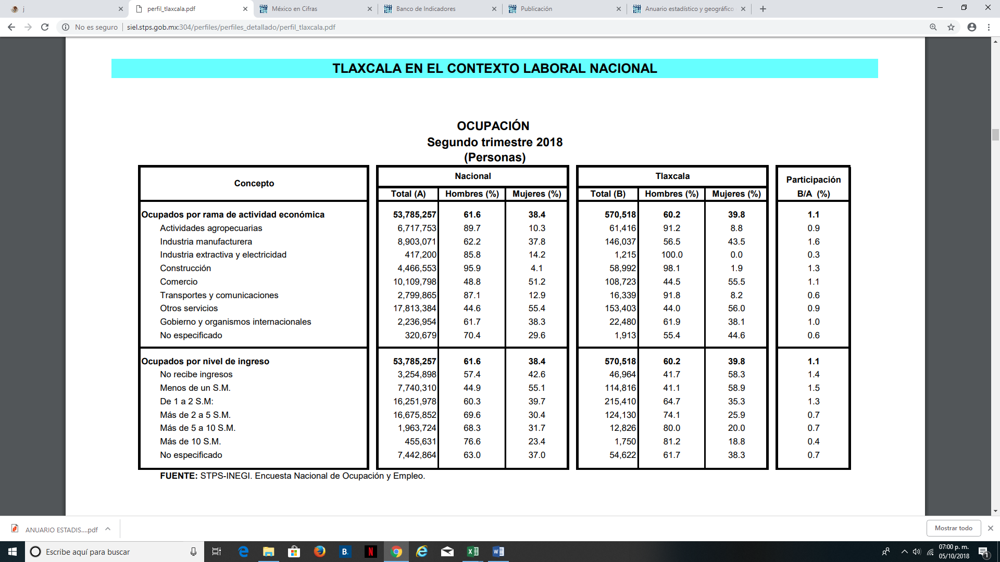 j
perfil_tlaxcala.pdf
México en Cifras
Banco de Indicadores
Publicación
Anuario estadístico y geográfico
No es seguro siel.stps.gob.mx:304/perfiles/perfiles_detallado/perfil_tlaxcala.pdf
TLAXCALA EN EL CONTEXTO LABORAL NACIONAL
OCUPACIÓN
Segundo trimestre 2018
(Personas)
Concepto Nacional Tlaxcala Participación
Total (A) Hombres (%) Mujeres (%) Total (B) Hombres (%) Mujeres (%) B/A (%)
Ocupados por rama de actividad económica 53,785,257 61.6 38.4 570,518 60.2 39.8 1.1
Actividades agropecuarias 6,717,753 89.7 10.3 61,416 91.2 8.8 0.9
Industria manufacturera 8,903,071 62.2 37.8 146,037 56.5 43.5 1.6
Industria extractiva y electricidad 417,200 85.8 14.2 1,215 100.0 0.0 0.3
Construcción 4,466,553 95.9 4.1 58,992 98.1 1.9 1.3
Comercio 10,109,798 48.8 51.2 108,723 44.5 55.5 1.1
Transportes y comunicaciones 2,799,865 87.1 12.9 16,339 91.8 8.2 0.6
Otros servicios 17,813,384 44.6 55.4 153,403 44.0 56.0 0.9
Gobierno y organismos internacionales 2,236,954 61.7 38.3 22,480 61.9 38.1 1.0
No especificado 320,679 70.4 29.6 1,913 55.4 44.6 0.6
Ocupados por nivel de ingreso 53,785,257 61.6 38.4 570,518 60.2 39.8 1.1
No recibe ingresos 3,254,898 57.4 42.6 46,964 41.7 58.3 1.4
Menos de un S.M. 7,740,310 44.9 55.1 114,816 41.1 58.9 1.5
De 1 a 2 S.M: 16,251,978 60.3 39.7 215,410 64.7 35.3 1.3
Más de 2 a 5 S.M. 16,675,852 69.6 30.4 124,130 74.1 25.9 0.7
Más de 5 a 10 S.M. 1,963,724 68.3 31.7 12,826 80.0 20.0 0.7
Más de 10 S.M. 455,631 76.6 23.4 1,750 81.2 18.8 0.4
No especificado 7,442,864 63.0 37.0 54,622 61.7 38.3 0.7
FUENTE: STPS-INEGI. Encuesta Nacional de Ocupación y Empleo.
ANUARIO ESTADIS....pdf
Mostrar todo
Escribe aquí para buscar
B.
N
07:00 p. m.
05/10/2018
1